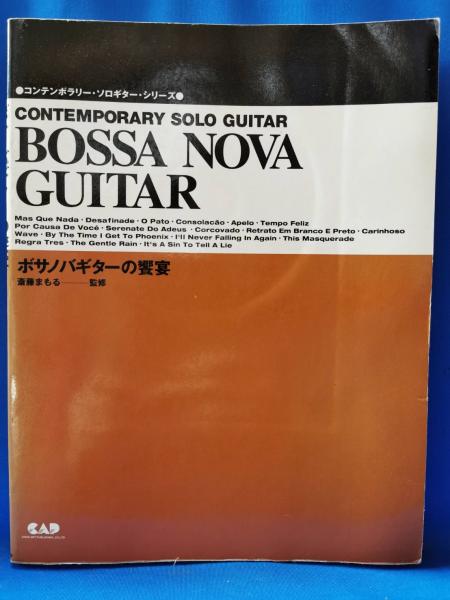 ●コンテンポラリー・ソロギター・シリーズ●
CONTEMPORARY SOLO GUITAR
BOSSA NOVA
GUITAR
Mas Que Nada・Desafinade・O Pato・Consolacão・Apelo・Tempo Feliz
Por Causa De Você・Serenate Do Adeus・Corcovado・Retrato Em Branco E Preto・Carinhoso
Wave・By The Time I Get To Phoenix・I'll Never Falling In Again・This Masquerade
Regra Tres・The Gentle Rain・It's A Sin To Tell A Lie
ボサノバギターの饗宴
斎藤まもる――監修
CAP